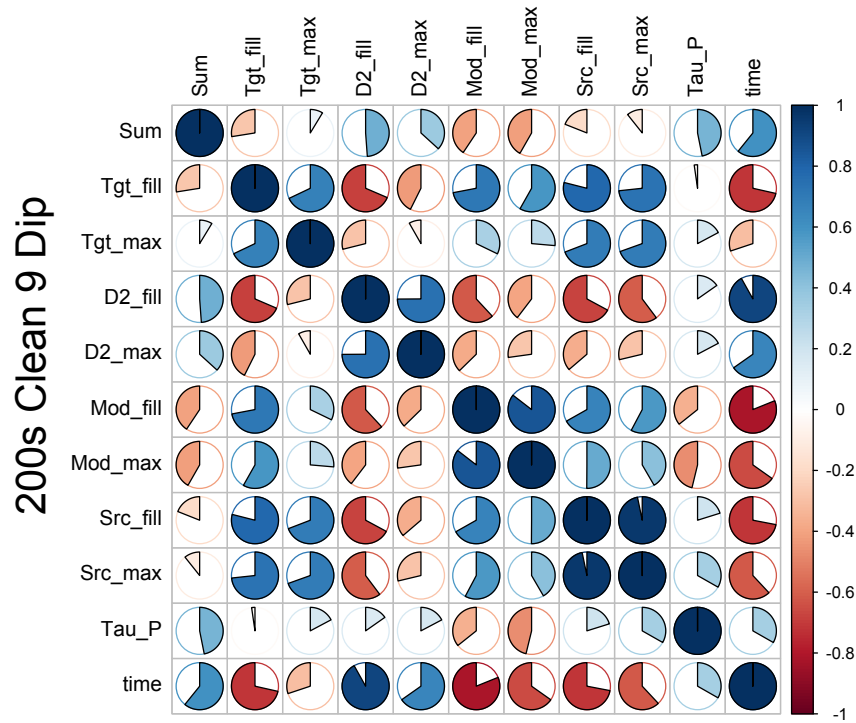 Sum Tgt_fill Tgt_max D2_fill D2_max Mod_fill Mod_max Src_fill Src_max Tau_P time
200s Clean 9 Dip
Sum
Tgt_fill
Tgt_max
D2_fill
D2_max
Mod_fill
Mod_max
Src_fill
Src_max
Tau_P
time
1
0.8
0.6
0.4
0.2
0
-0.2
-0.4
-0.6
-0.8
-1